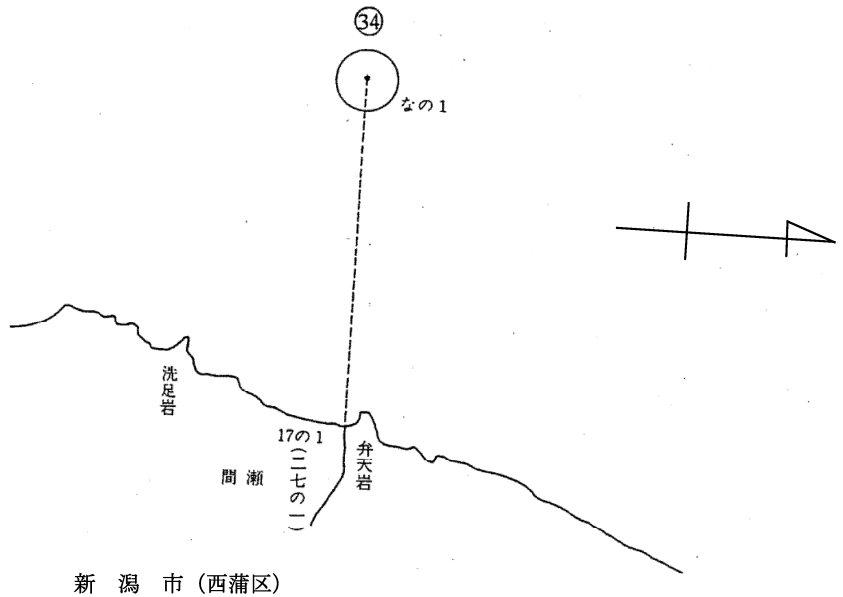 ㉞
なの1
洗足岩
17の1
(二七の一)
弁天岩
間瀬
新潟市(西蒲区)